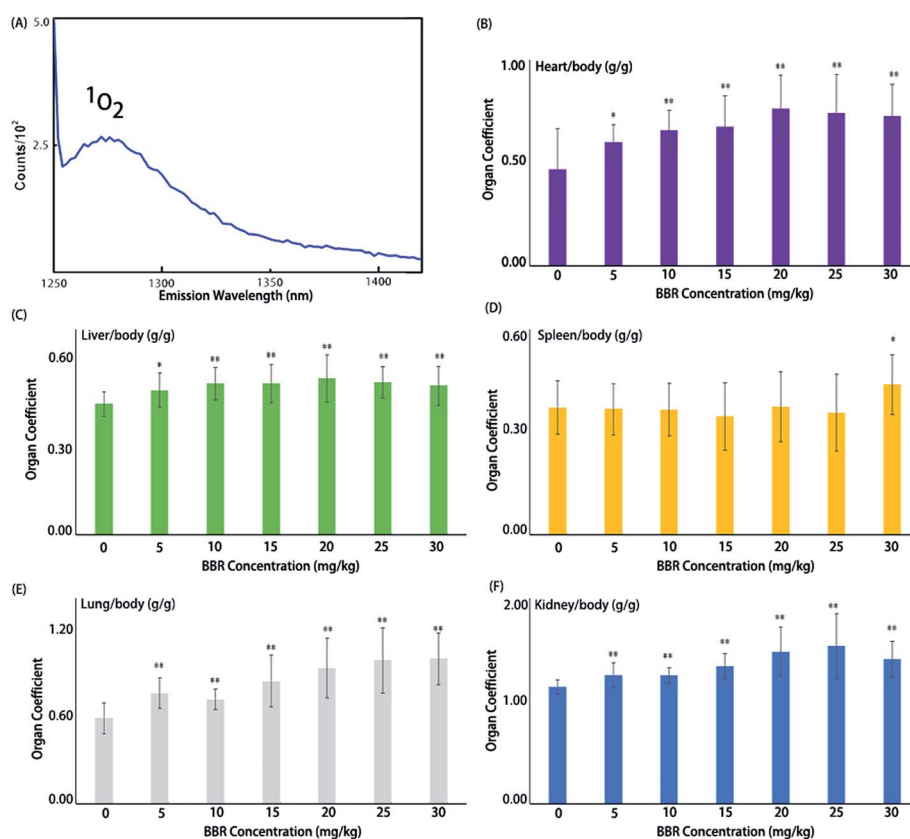 (A)
5.0
2.5
Counts/10²
¹O₂
1250 1300 1350 1400
Emission Wavelength (nm)
(B)
Heart/body (g/g)
1.00
0.50
0.00
Organ Coefficient
* ** ** ** ** **
0 5 10 15 20 25 30
BBR Concentration (mg/kg)
(C)
Liver/body (g/g)
0.60
0.30
0.00
Organ Coefficient
* ** ** ** ** **
0 5 10 15 20 25 30
BBR Concentration (mg/kg)
(D)
Spleen/body (g/g)
0.60
0.30
0.00
Organ Coefficient
*
0 5 10 15 20 25 30
BBR Concentration (mg/kg)
(E)
Lung/body (g/g)
1.20
0.60
0.00
Organ Coefficient
** ** ** ** ** **
0 5 10 15 20 25 30
BBR Concentration (mg/kg)
(F)
Kidney/body (g/g)
2.00
1.00
0.00
Organ Coefficient
** ** ** ** ** **
0 5 10 15 20 25 30
BBR Concentration (mg/kg)